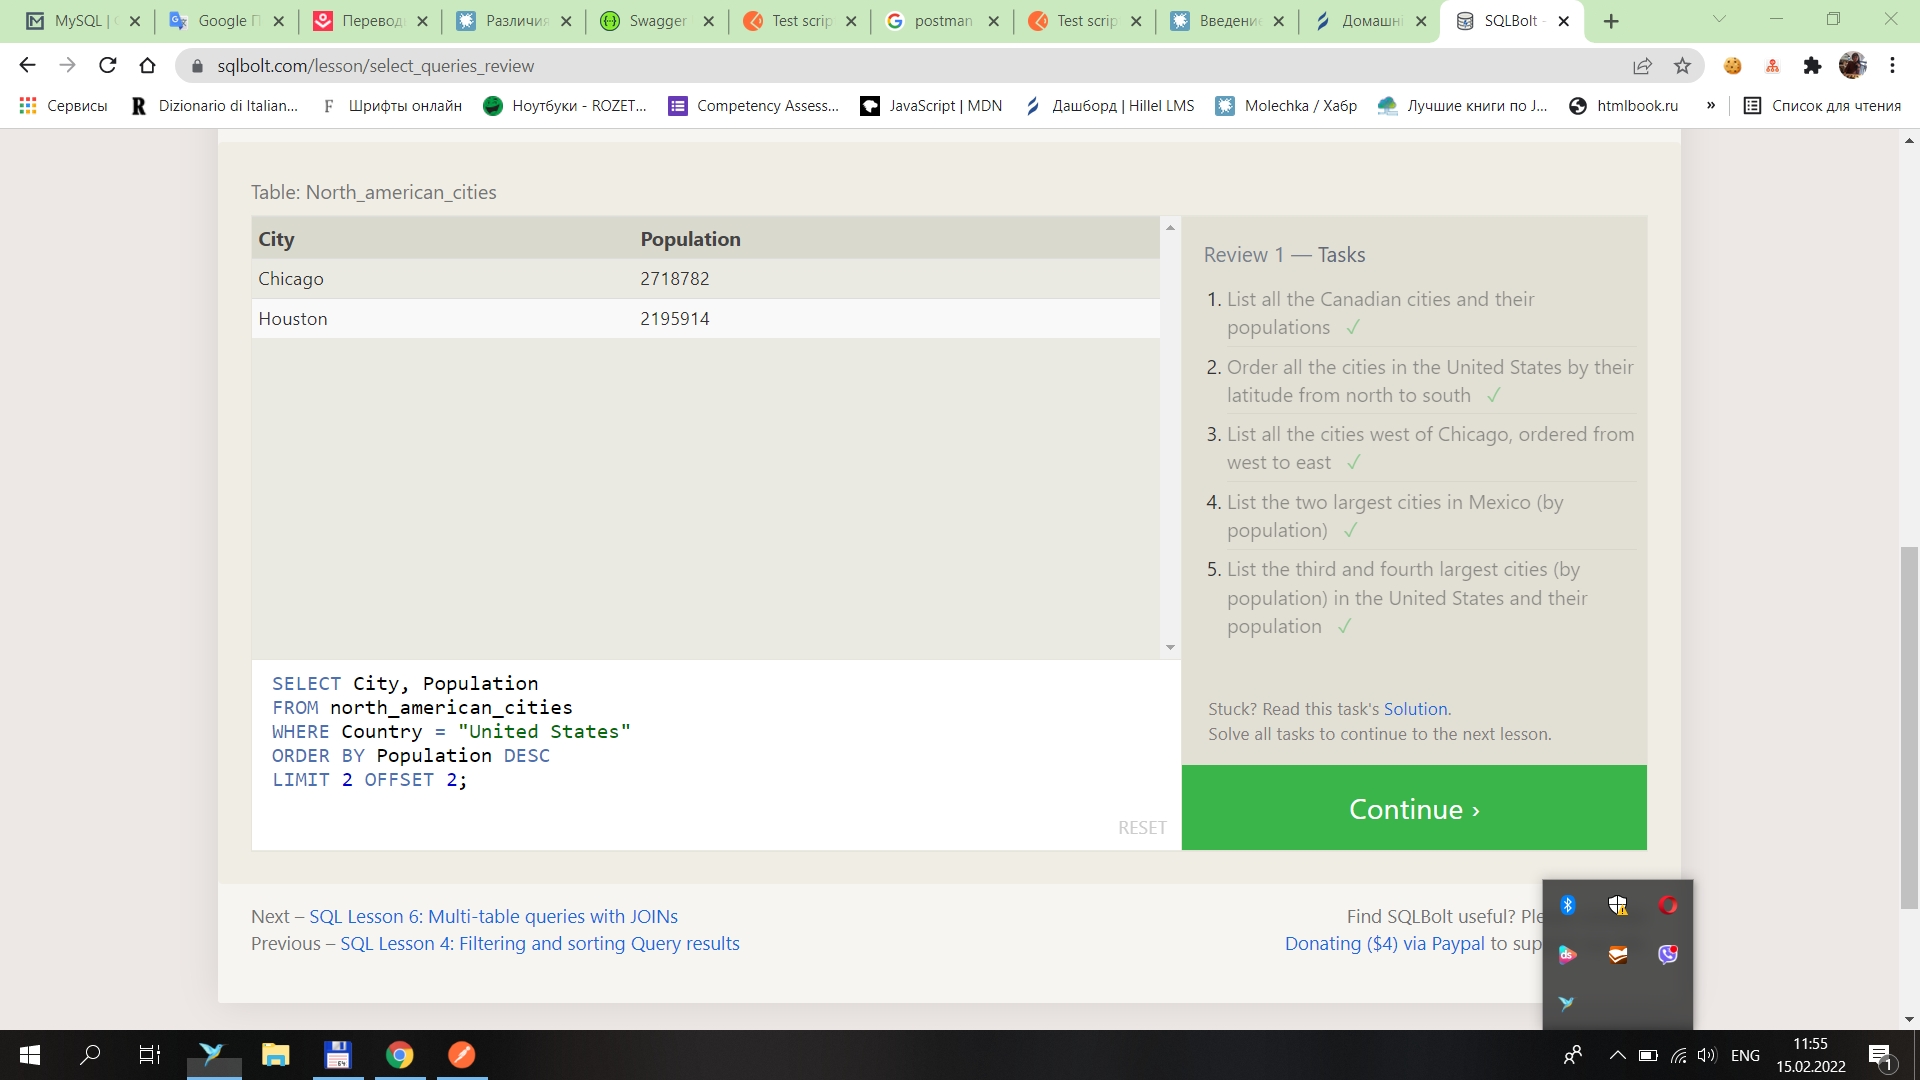 MySQL |
Google П
Перевод
Различия
Swagger
Test scrip
postman
Test scrip
Введение
Домашн
SQLBolt -
sqlbolt.com/lesson/select_queries_review
Сервисы
Dizionario di Italian...
Шрифты онлайн
Ноутбуки - ROZET...
Competency Assess...
JavaScript | MDN
Дашборд | Hillel LMS
Molechka / Хабр
Лучшие книги по J...
htmlbook.ru
»
Список для чтения
Table: North_american_cities
City Population
Chicago 2718782
Houston 2195914
SELECT City, Population
FROM north_american_cities
WHERE Country = "United States"
ORDER BY Population DESC
LIMIT 2 OFFSET 2;
RESET
Review 1 — Tasks
1. List all the Canadian cities and their
populations ✓
2. Order all the cities in the United States by their
latitude from north to south ✓
3. List all the cities west of Chicago, ordered from
west to east ✓
4. List the two largest cities in Mexico (by
population) ✓
5. List the third and fourth largest cities (by
population) in the United States and their
population ✓
Stuck? Read this task's Solution.
Solve all tasks to continue to the next lesson.
Continue ›
Next – SQL Lesson 6: Multi-table queries with JOINs
Previous – SQL Lesson 4: Filtering and sorting Query results
Find SQLBolt useful? Ple
Donating ($4) via Paypal to sup
ds
64
ENG
11:55
15.02.2022
1